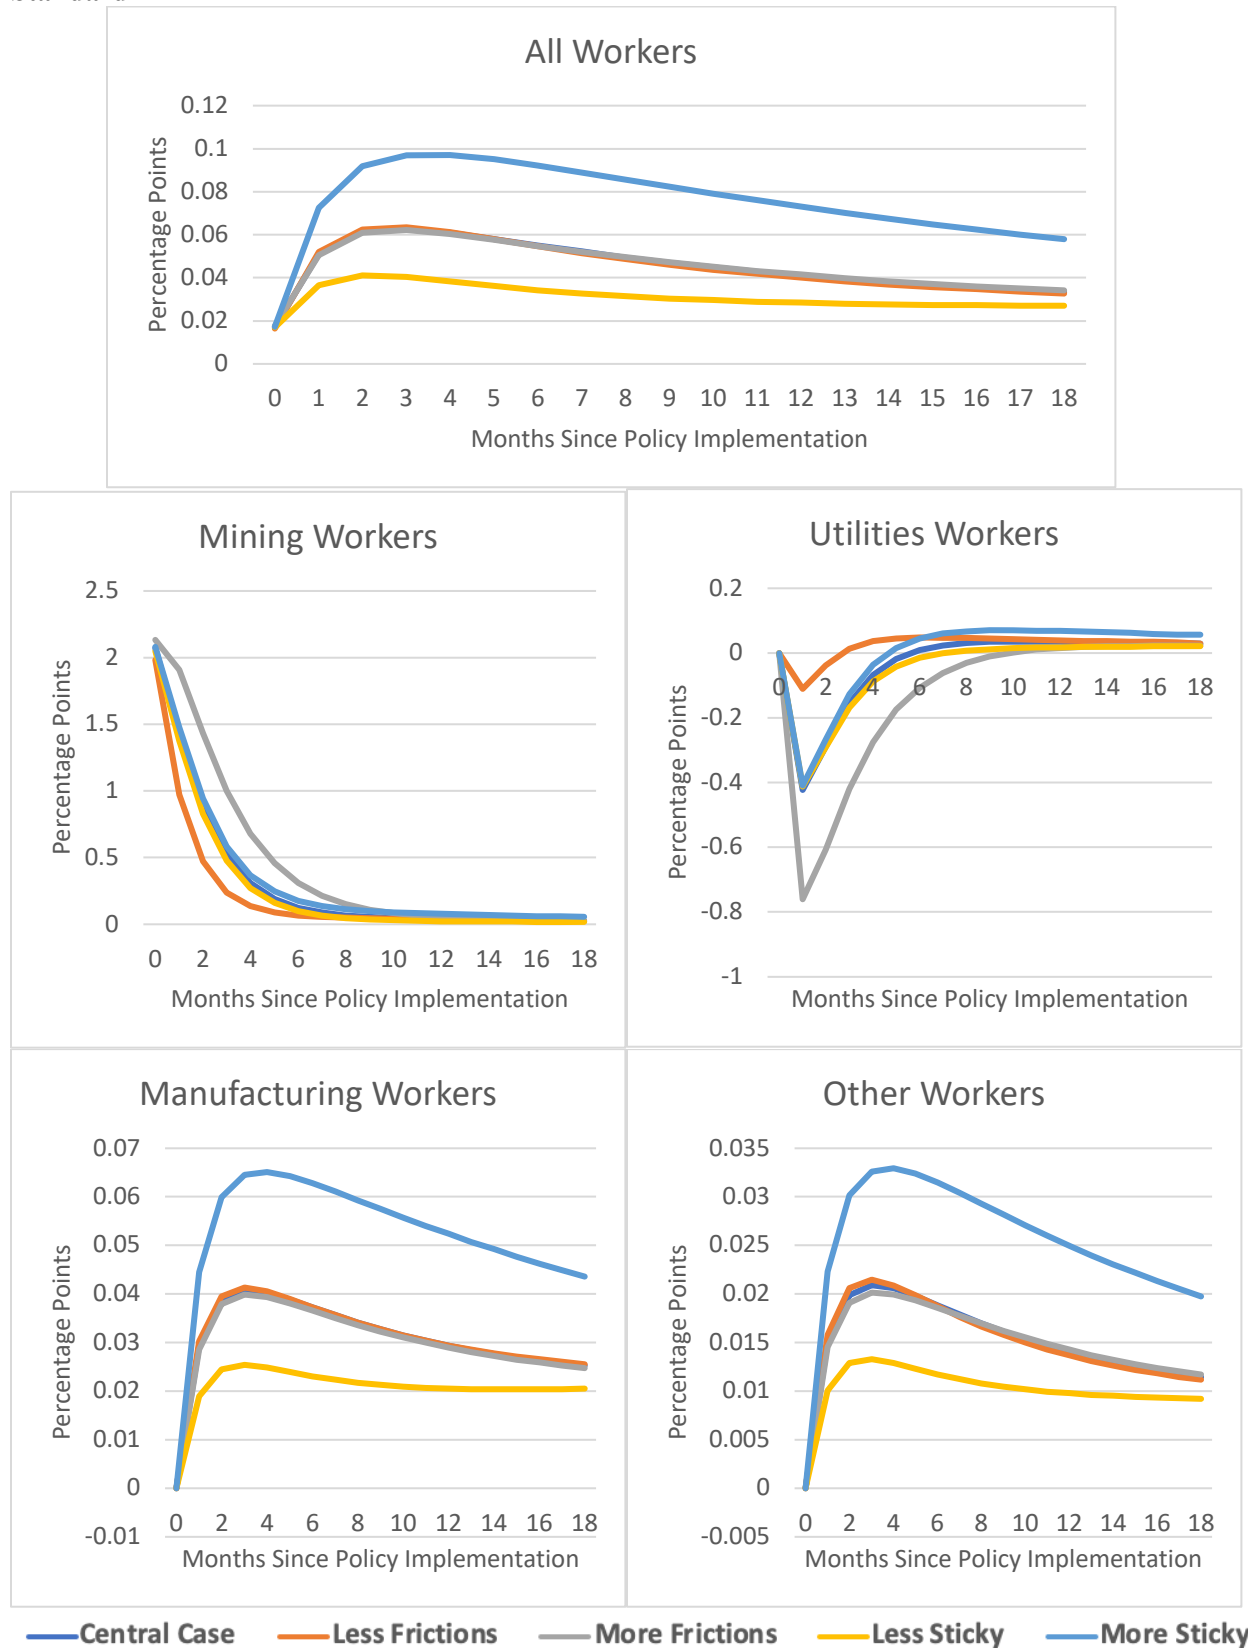 All Workers
Percentage Points
0.12
0.1
0.08
0.06
0.04
0.02
0
0 1 2 3 4 5 6 7 8 9 10 11 12 13 14 15 16 17 18
Months Since Policy Implementation
Mining Workers
Percentage Points
2.5
2
1.5
1
0.5
0
0 2 4 6 8 10 12 14 16 18
Months Since Policy Implementation
Utilities Workers
Percentage Points
0.2
0
-0.2
-0.4
-0.6
-0.8
-1
0 2 4 6 8 10 12 14 16 18
Months Since Policy Implementation
Manufacturing Workers
Percentage Points
0.07
0.06
0.05
0.04
0.03
0.02
0.01
0
-0.01
0 2 4 6 8 10 12 14 16 18
Months Since Policy Implementation
Other Workers
Percentage Points
0.035
0.03
0.025
0.02
0.015
0.01
0.005
0
-0.005
0 2 4 6 8 10 12 14 16 18
Months Since Policy Implementation
Central Case Less Frictions More Frictions Less Sticky More Sticky